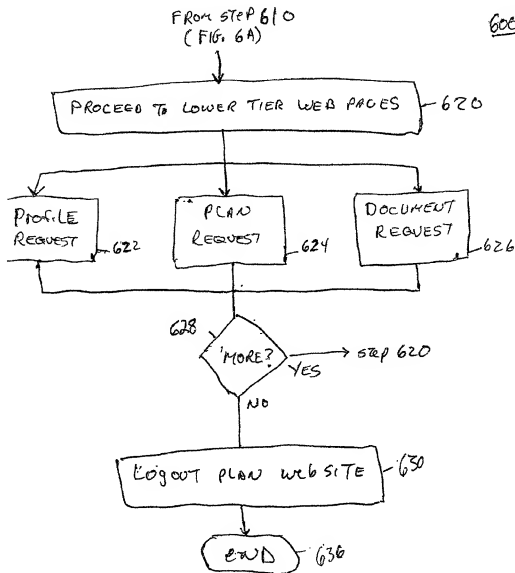 FROM STEP 610
(FIG. 6A)
600
PROCEED TO LOWER TIER WEB PAGES
620
PROFILE
REQUEST
622
PLAN
REQUEST
624
DOCUMENT
REQUEST
626
628
'MORE?
YES
STEP 620
NO
LOGOUT PLAN WEB SITE
630
END
636